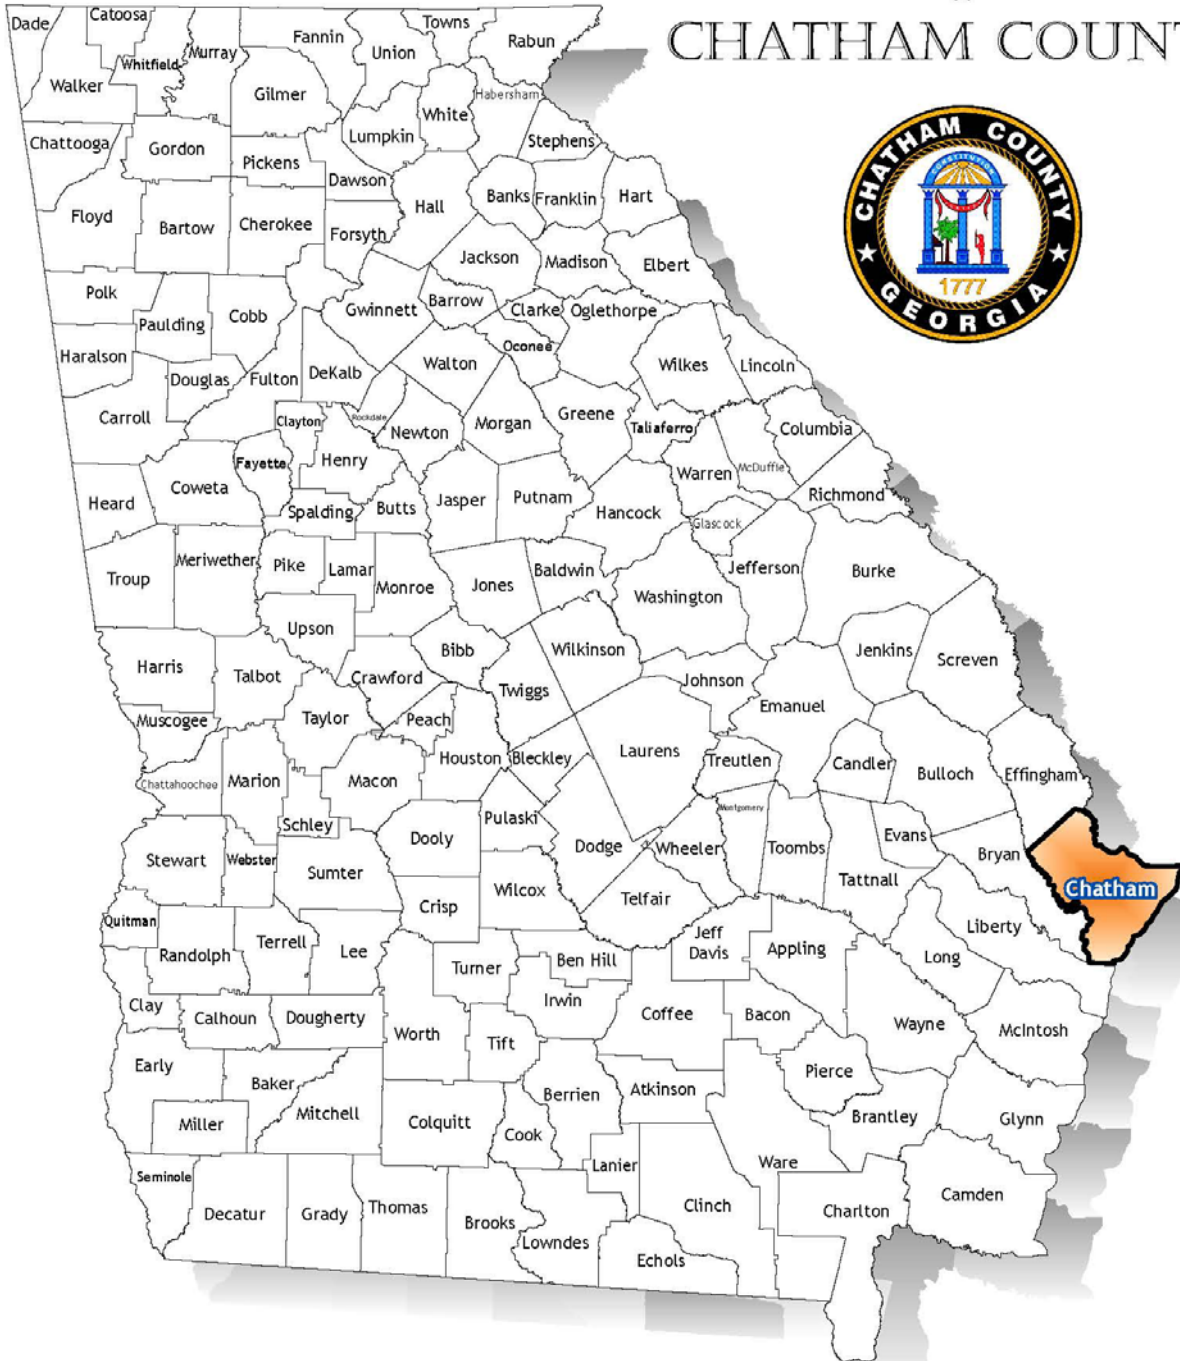 CHATHAM COUNT
CHATHAM COUNTY
CONSTITUTION
1777
GEORGIA
Dade
Catoosa
Whitfield
Murray
Fannin
Union
Towns
Rabun
Walker
Gilmer
White
Habersham
Lumpkin
Stephens
Chattooga
Gordon
Pickens
Dawson
Hall
Banks
Franklin
Hart
Floyd
Bartow
Cherokee
Forsyth
Jackson
Madison
Elbert
Polk
Paulding
Cobb
Gwinnett
Barrow
Clarke
Oglethorpe
Oconee
Haralson
Douglas
Fulton
DeKalb
Walton
Wilkes
Lincoln
Carroll
Clayton
Rockdale
Newton
Morgan
Greene
Taliaferro
Columbia
Fayette
Henry
Warren
McDuffie
Heard
Coweta
Spalding
Butts
Jasper
Putnam
Hancock
Richmond
Glascock
Troup
Meriwether
Pike
Lamar
Monroe
Jones
Baldwin
Jefferson
Burke
Washington
Upson
Bibb
Wilkinson
Jenkins
Screven
Harris
Talbot
Crawford
Twiggs
Johnson
Emanuel
Muscogee
Taylor
Peach
Houston
Bleckley
Laurens
Treutlen
Candler
Bulloch
Effingham
Chattahoochee
Marion
Macon
Montgomery
Schley
Dooly
Pulaski
Dodge
Wheeler
Toombs
Evans
Bryan
Stewart
Webster
Sumter
Wilcox
Telfair
Tattnall
Chatham
Crisp
Quitman
Randolph
Terrell
Lee
Turner
Ben Hill
Jeff
Davis
Appling
Long
Liberty
Clay
Calhoun
Dougherty
Worth
Irwin
Coffee
Bacon
Wayne
McIntosh
Tift
Early
Baker
Mitchell
Berrien
Atkinson
Pierce
Brantley
Glynn
Miller
Colquitt
Cook
Seminole
Lanier
Ware
Decatur
Grady
Thomas
Brooks
Lowndes
Clinch
Charlton
Camden
Echols